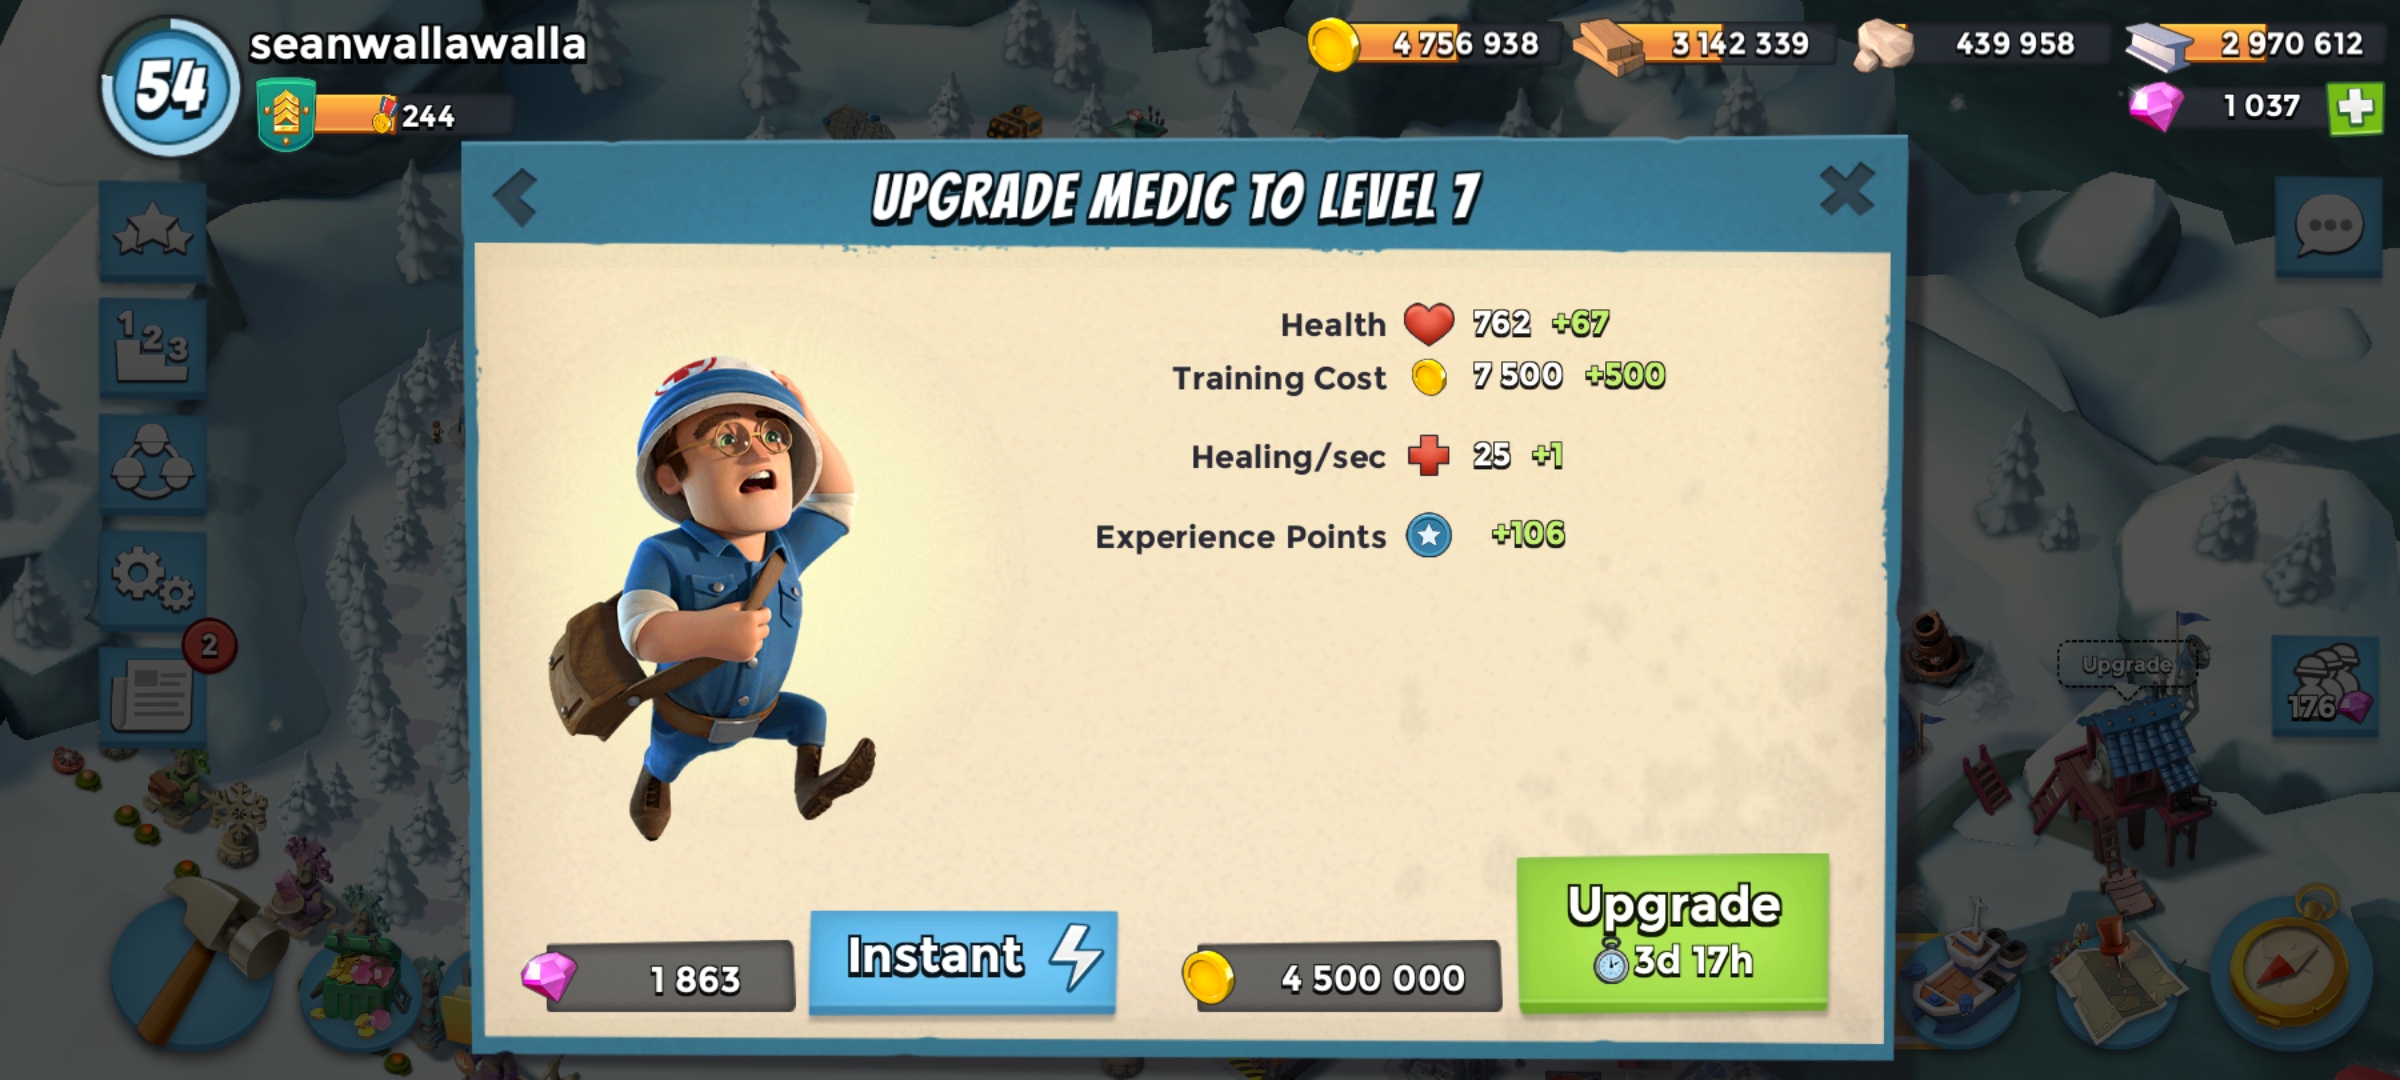 54
seanwallawalla
244
4 756 938
3 142 339
439 958
2 970 612
1 037
UPGRADE MEDIC TO LEVEL 7
123
Health 762 +67
Training Cost 7 500 +500
Healing/sec 25 +1
Experience Points +106
2
Upgrade
176
1 863
Instant
4 500 000
Upgrade
3d 17h